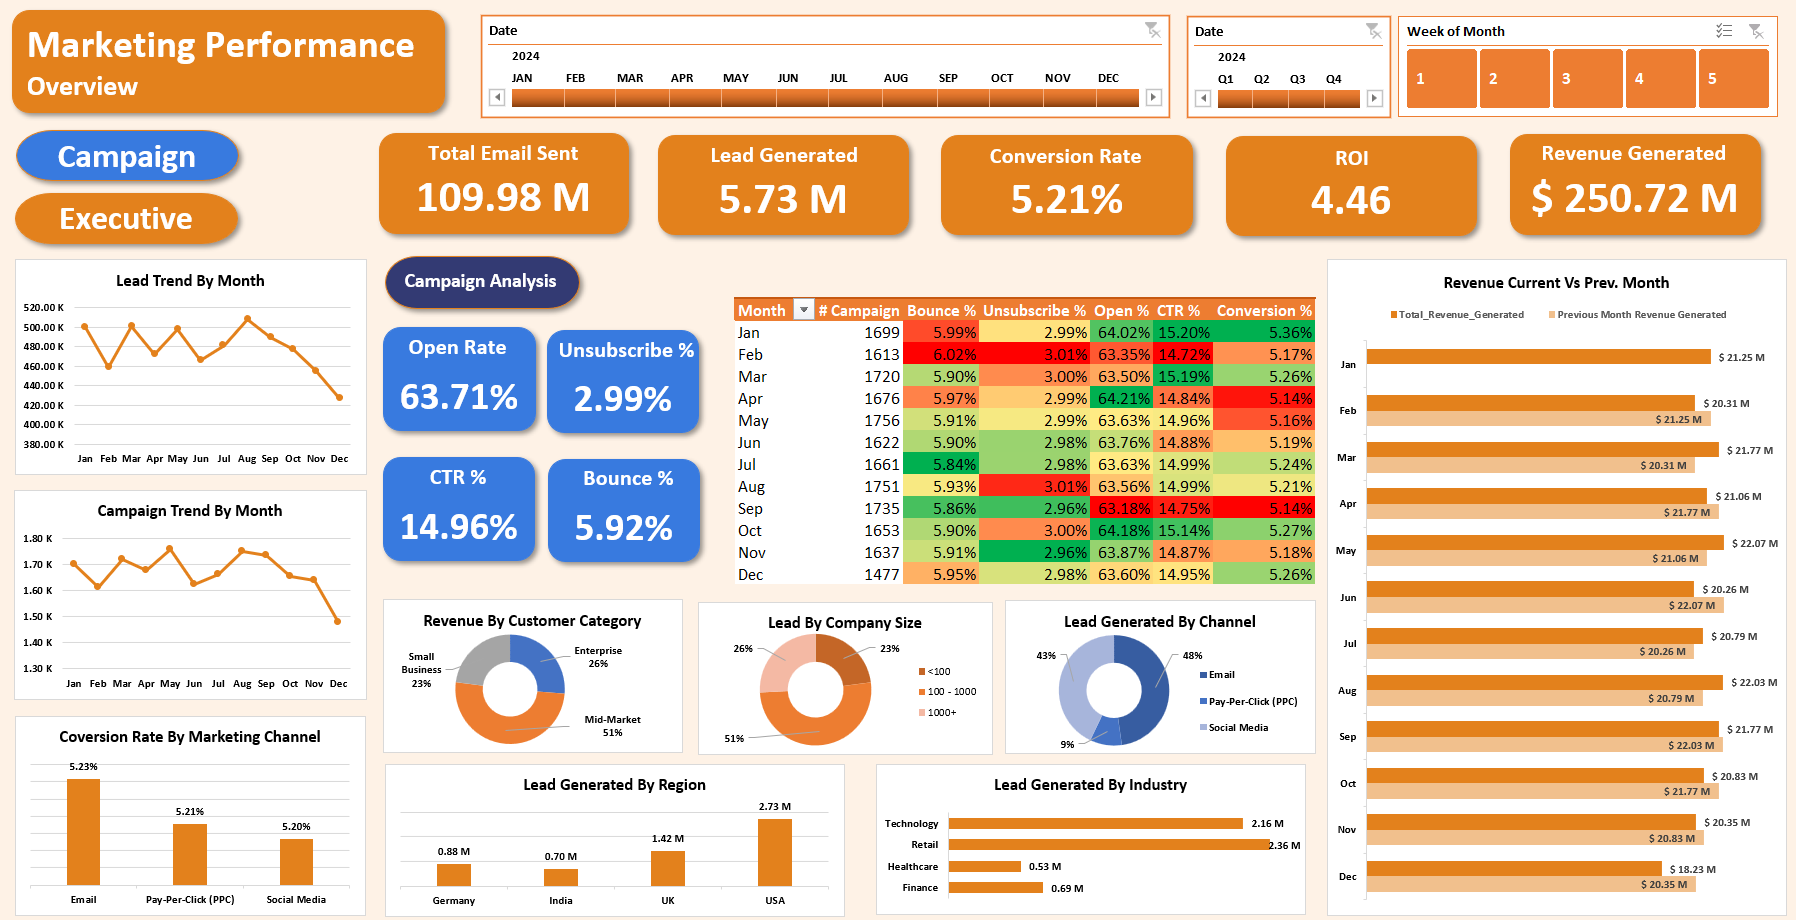 Marketing Performance
Overview
Date
2024
JAN FEB MAR APR MAY JUN JUL AUG SEP OCT NOV DEC
Date
2024
Q1 Q2 Q3 Q4
Week of Month
1 2 3 4 5
Campaign
Executive
Total Email Sent
109.98 M
Lead Generated
5.73 M
Conversion Rate
5.21%
ROI
4.46
Revenue Generated
$ 250.72 M
Lead Trend By Month
520.00 K
500.00 K
480.00 K
460.00 K
440.00 K
420.00 K
400.00 K
380.00 K
Jan Feb Mar Apr May Jun Jul Aug Sep Oct Nov Dec
Campaign Trend By Month
1.80 K
1.70 K
1.60 K
1.50 K
1.40 K
1.30 K
Jan Feb Mar Apr May Jun Jul Aug Sep Oct Nov Dec
Coversion Rate By Marketing Channel
5.23%
5.21%
5.20%
Email Pay-Per-Click (PPC) Social Media
Campaign Analysis
Open Rate
63.71%
Unsubscribe %
2.99%
CTR %
14.96%
Bounce %
5.92%
Month # Campaign Bounce % Unsubscribe % Open % CTR % Conversion %
Jan 1699 5.99% 2.99% 64.02% 15.20% 5.36%
Feb 1613 6.02% 3.01% 63.35% 14.72% 5.17%
Mar 1720 5.90% 3.00% 63.50% 15.19% 5.26%
Apr 1676 5.97% 2.99% 64.21% 14.84% 5.14%
May 1756 5.91% 2.99% 63.63% 14.96% 5.16%
Jun 1622 5.90% 2.98% 63.76% 14.88% 5.19%
Jul 1661 5.84% 2.98% 63.63% 14.99% 5.24%
Aug 1751 5.93% 3.01% 63.56% 14.99% 5.21%
Sep 1735 5.86% 2.96% 63.18% 14.75% 5.14%
Oct 1653 5.90% 3.00% 64.18% 15.14% 5.27%
Nov 1637 5.91% 2.96% 63.87% 14.87% 5.18%
Dec 1477 5.95% 2.98% 63.60% 14.95% 5.26%
Revenue By Customer Category
Small
Business
23%
Enterprise
26%
Mid-Market
51%
Lead By Company Size
26%
23%
51%
<100
100 - 1000
1000+
Lead Generated By Channel
43%
48%
9%
Email
Pay-Per-Click (PPC)
Social Media
Lead Generated By Region
0.88 M
0.70 M
1.42 M
2.73 M
Germany India UK USA
Lead Generated By Industry
Technology 2.16 M
Retail 2.36 M
Healthcare 0.53 M
Finance 0.69 M
Revenue Current Vs Prev. Month
Total_Revenue_Generated Previous Month Revenue Generated
Jan
$ 21.25 M
Feb
$ 20.31 M
$ 21.25 M
Mar
$ 21.77 M
$ 20.31 M
Apr
$ 21.06 M
$ 21.77 M
May
$ 22.07 M
$ 21.06 M
Jun
$ 20.26 M
$ 22.07 M
Jul
$ 20.79 M
$ 20.26 M
Aug
$ 22.03 M
$ 20.79 M
Sep
$ 21.77 M
$ 22.03 M
Oct
$ 20.83 M
$ 21.77 M
Nov
$ 20.35 M
$ 20.83 M
Dec
$ 18.23 M
$ 20.35 M